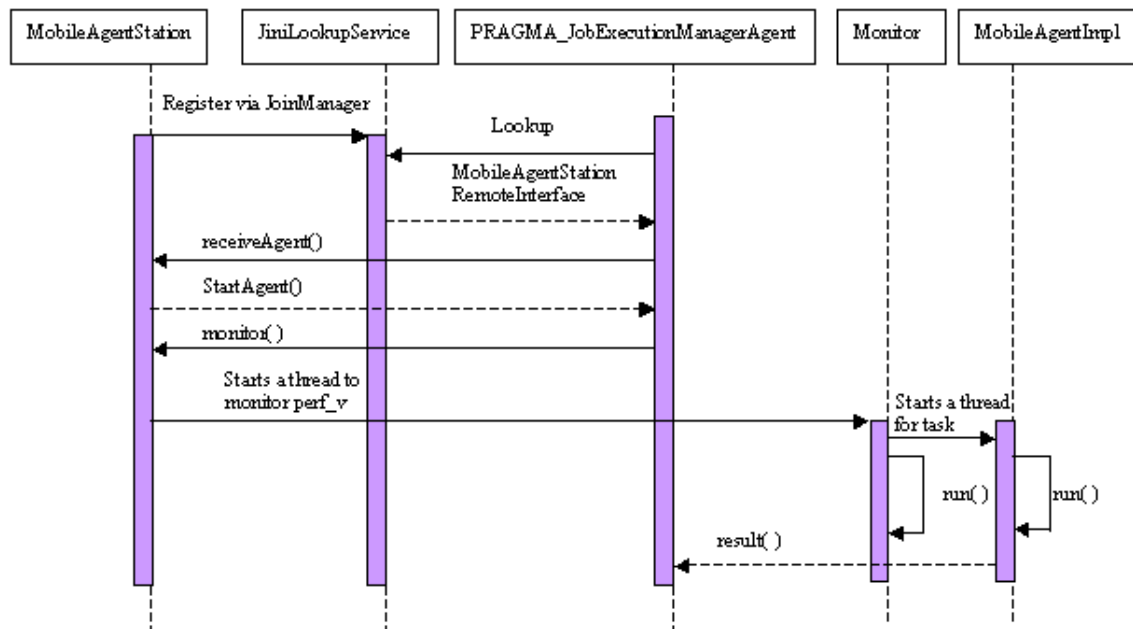 MobileAgentStation
JiniLookupService
PRAGMA_JobExecutionManagerAgent
Monitor
MobileAgentImpl
Register via JoinManager
Lookup
MobileAgentStation
RemoteInterface
receiveAgent()
StartAgent()
monitor( )
Starts a thread to
monitor perf_v
Starts a thread
for task
run( )
run( )
result( )